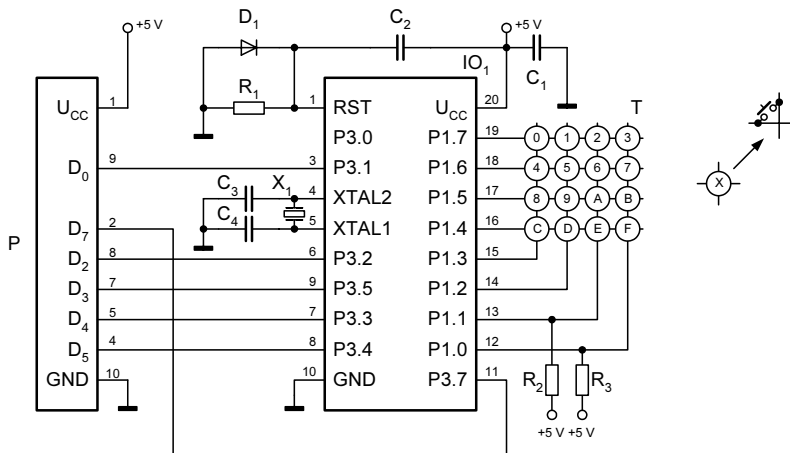 D1
C2
+5 V
+5 V
C1
IO1
R1
UCC
1
1
RST
UCC
20
T
P3.0
P1.7
19
0 1 2 3
D0
9
3
P3.1
P1.6
18
4 5 6 7
C3
X1
4
XTAL2
P1.5
17
8 9 A B
X
C4
5
XTAL1
P1.4
16
C D E F
P
D7
2
D2
8
6
P3.2
P1.3
15
D3
7
9
P3.5
P1.2
14
D4
5
7
P3.3
P1.1
13
D5
4
8
P3.4
P1.0
12
GND
10
10
GND
P3.7
11
R2
R3
+5 V +5 V